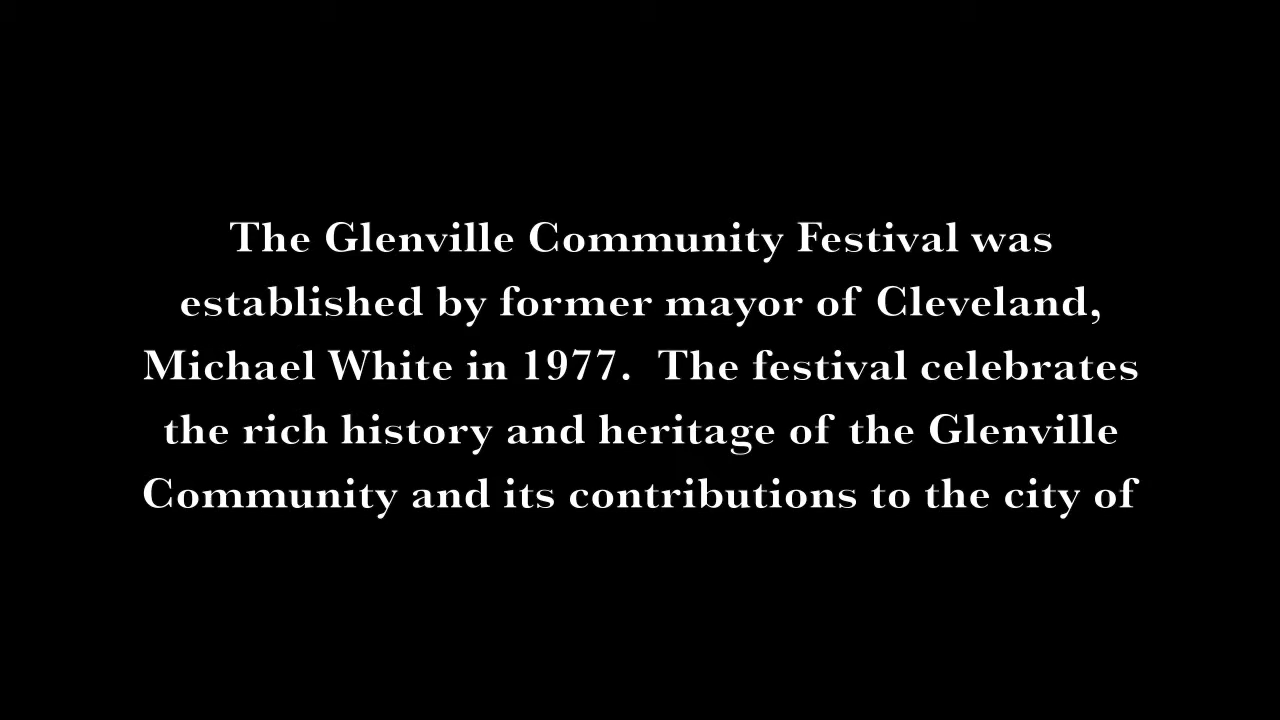 The Glenville Community Festival was
established by former mayor of Cleveland,
Michael White in 1977.  The festival celebrates
the rich history and heritage of the Glenville
Community and its contributions to the city of